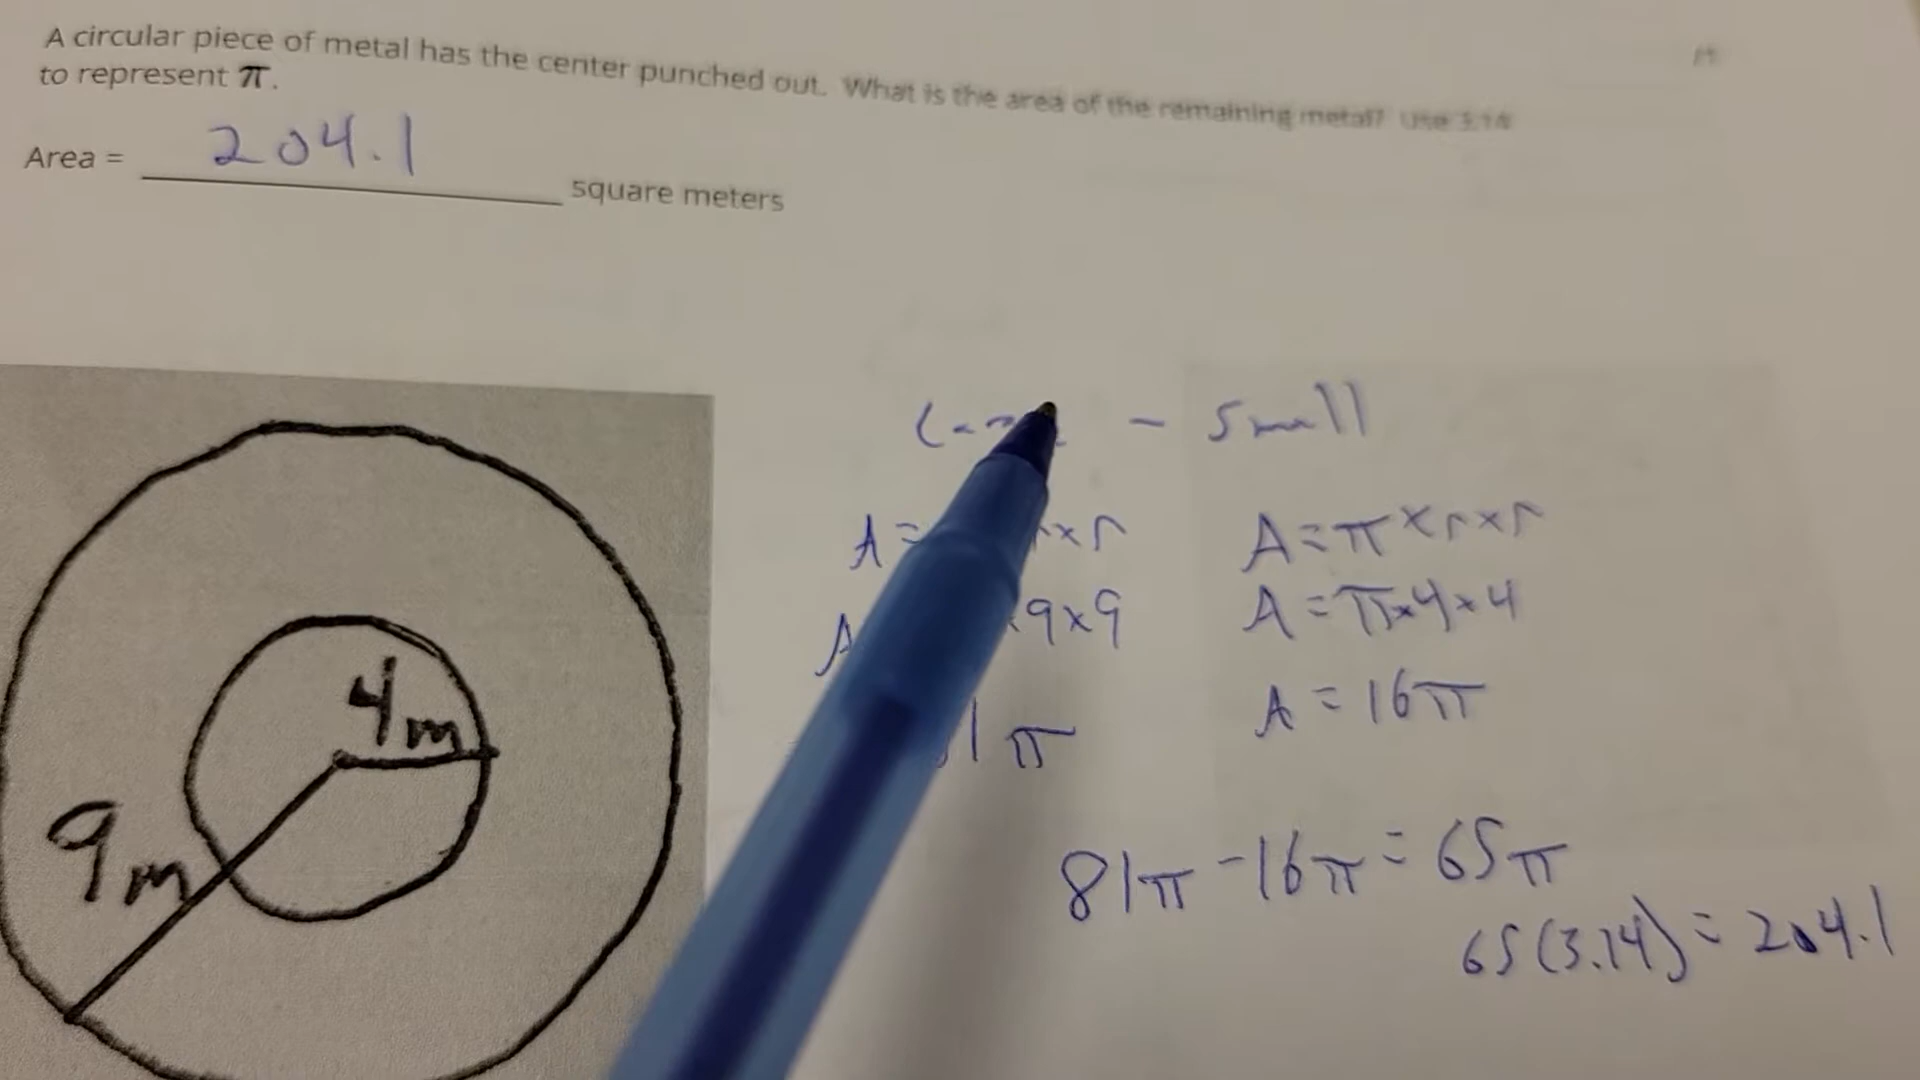 A circular piece of metal has the center punched out. What is the area of the remaining metal? Use 3.14
to represent π.
Area = 204.1 square meters
- Small
A = x r A = π x r x r
A 9 x 9 A = π x 4 x 4
1π A = 16π
4m
9m
81π - 16π = 65π
65(3.14) = 204.1